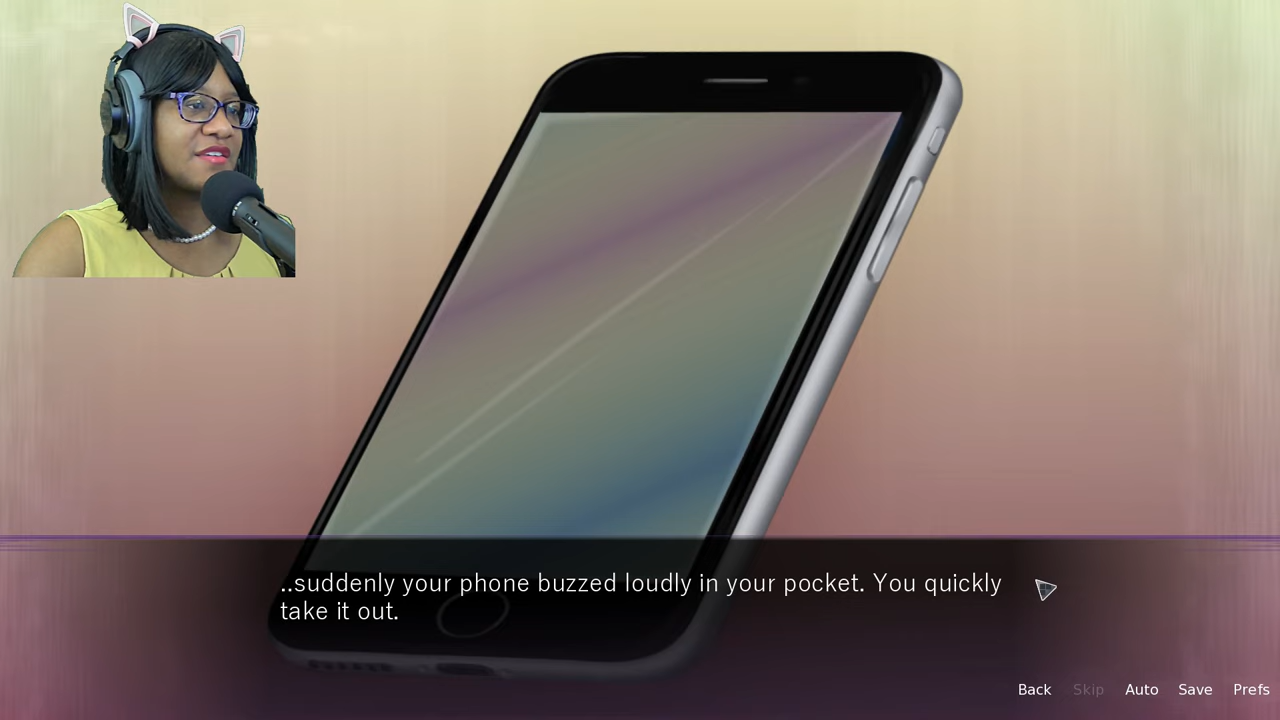 ..suddenly your phone buzzed loudly in your pocket. You quickly
take it out.
Back Skip Auto Save Prefs